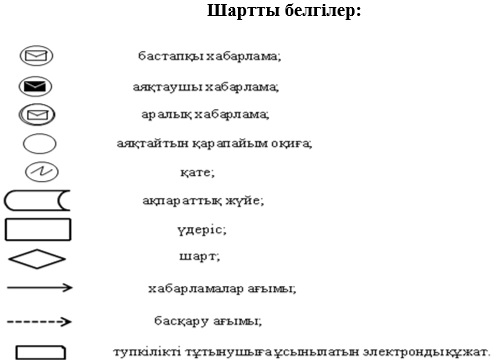 Шартты белгілер:
бастапқы хабарлама;
аяқтаушы хабарлама;
аралық хабарлама;
аяқтайтын қарапайым оқиға;
қате;
ақпараттық жүйе;
үдеріс;
шарт;
хабарламалар ағымы;
басқару ағымы;
түпкілікті тұтынушыға ұсынылатын электронды құжат.